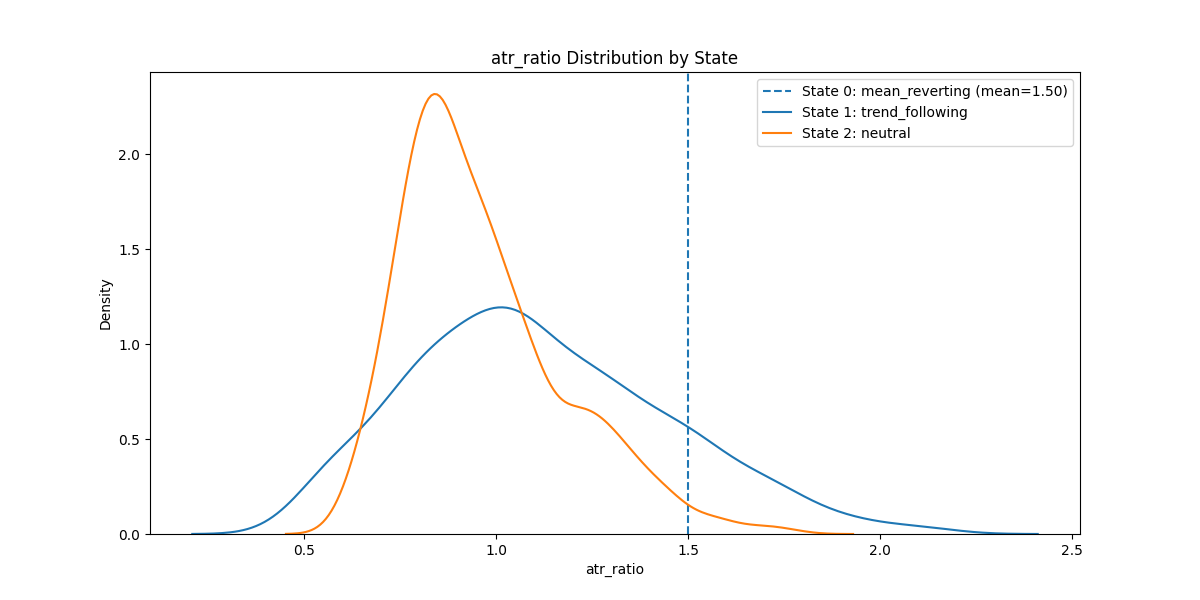 atr_ratio Distribution by State
State 0: mean_reverting (mean=1.50)
State 1: trend_following
State 2: neutral
Density
2.0
1.5
1.0
0.5
0.0
0.5
1.0
1.5
2.0
2.5
atr_ratio